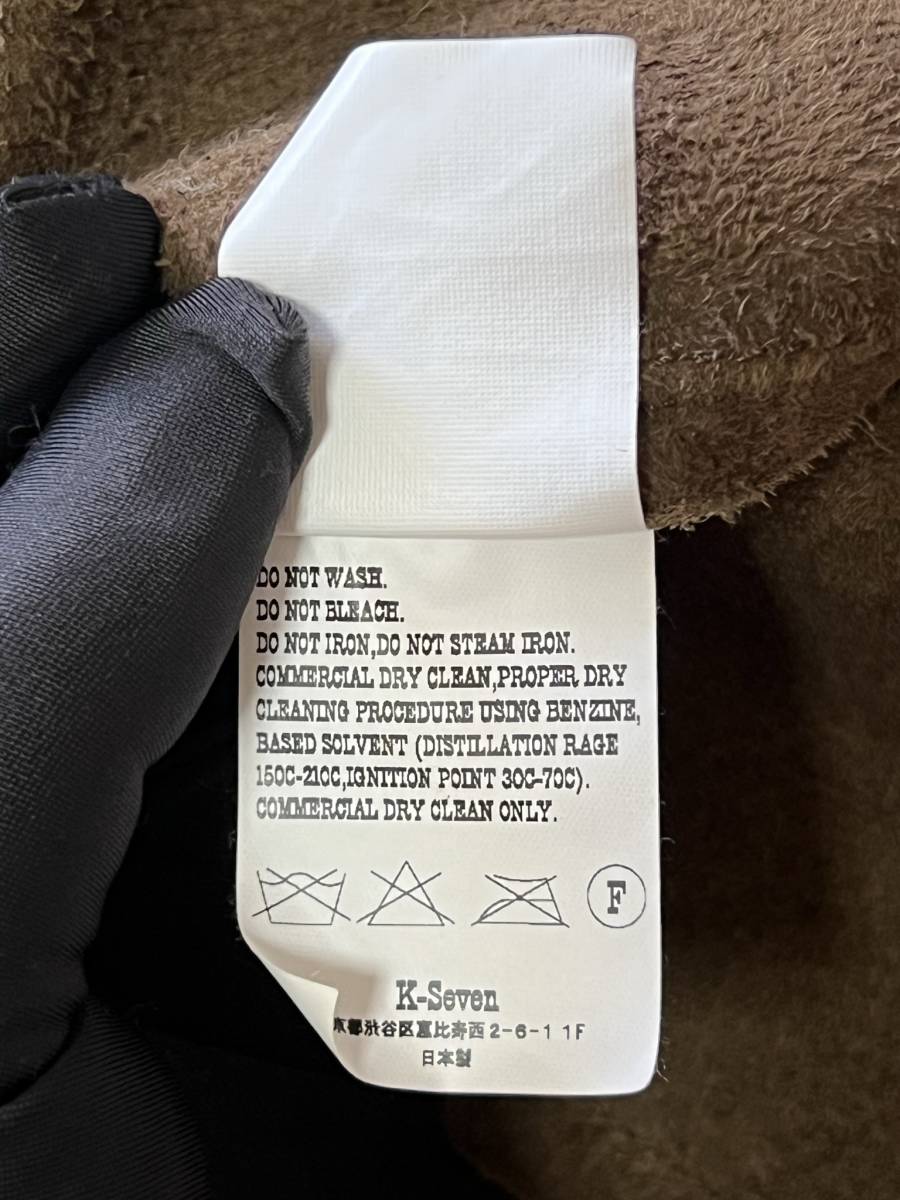 DO NOT WASH.
DO NOT BLEACH.
DO NOT IRON,DO NOT STEAM IRON.
COMMERCIAL DRY CLEAN,PROPER DRY
CLEANING PROCEDURE USING BENZINE,
BASED SOLVENT (DISTILLATION RAGE
150C-210C,IGNITION POINT 30C-70C).
COMMERCIAL DRY CLEAN ONLY.
F
K-Seven
京都渋谷区恵比寿西2-6-1 1F
日本製